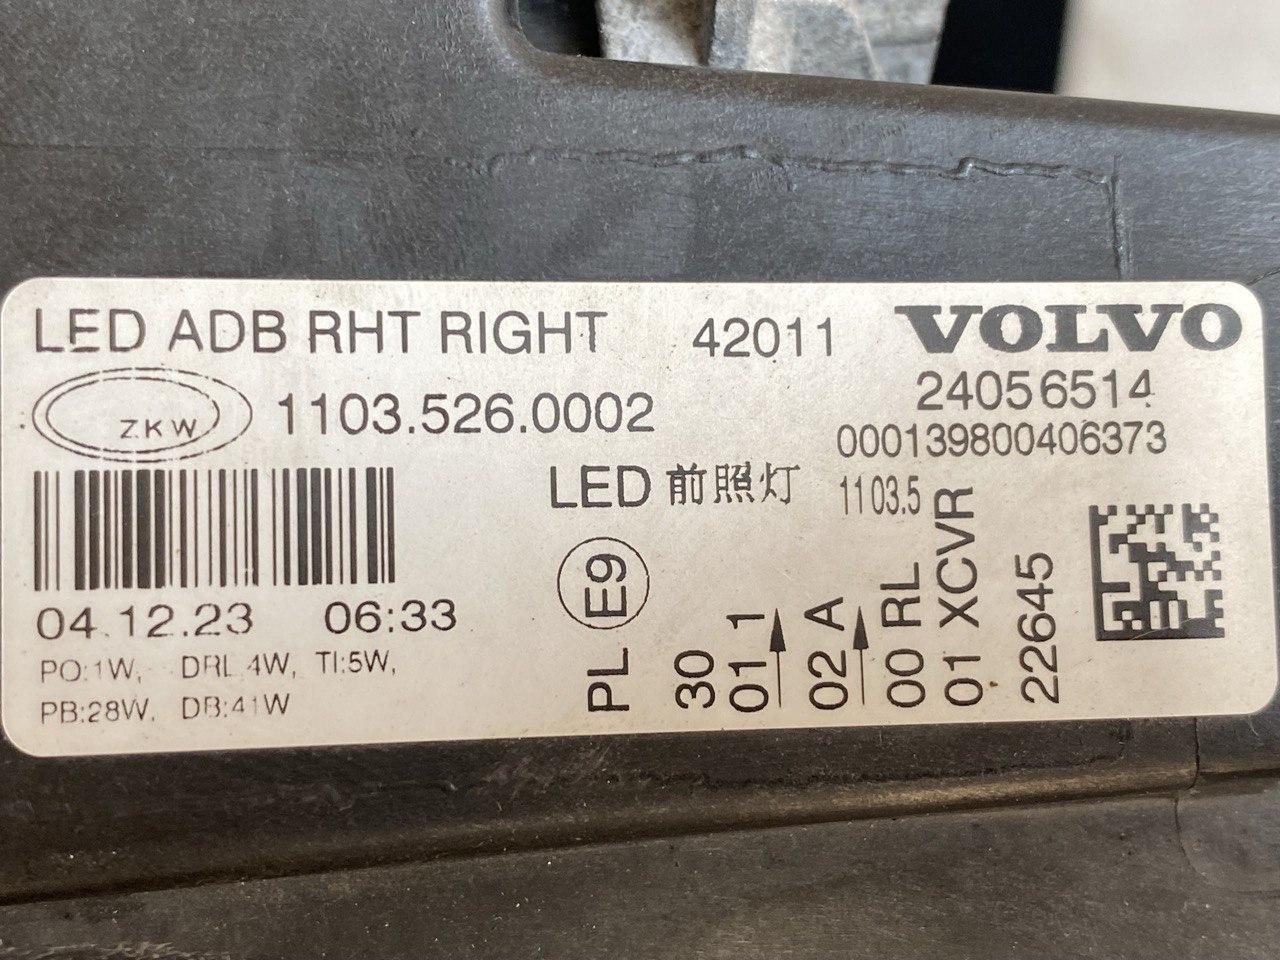 LED ADB RHT RIGHT 42011 VOLVO
24056514
ZKW 1103.526.0002
000139800406373
LED 前照灯 1103.5
04.12.23 06:33
PO:1W, DRL.4W, TI:5W,
PB:28W, DB:41W
E9
PL
30
01 1
02 A
00 RL
01 XCVR
22645